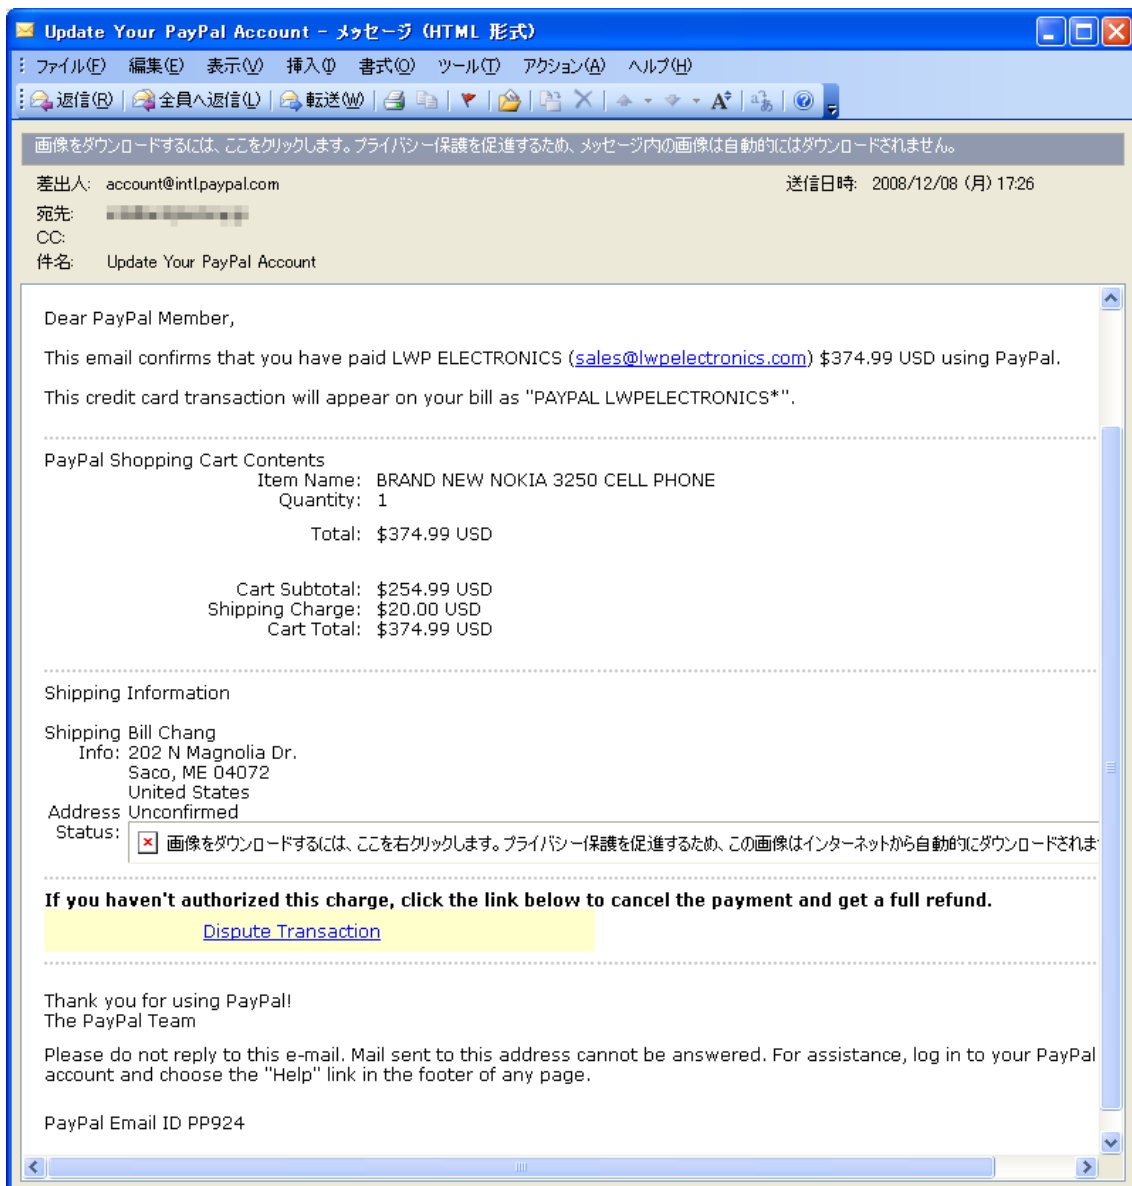 Update Your PayPal Account - メッセージ (HTML 形式)
ファイル(F) 編集(E) 表示(V) 挿入(I) 書式(O) ツール(T) アクション(A) ヘルプ(H)
返信(R) 全員へ返信(L) 転送(W)
画像をダウンロードするには、ここをクリックします。プライバシー保護を促進するため、メッセージ内の画像は自動的にはダウンロードされません。
差出人: account@intl.paypal.com 送信日時: 2008/12/08 (月) 17:26
宛先:
CC:
件名: Update Your PayPal Account
Dear PayPal Member,
This email confirms that you have paid LWP ELECTRONICS (sales@lwpelectronics.com) $374.99 USD using PayPal.
This credit card transaction will appear on your bill as "PAYPAL LWPELECTRONICS*".
PayPal Shopping Cart Contents
Item Name: BRAND NEW NOKIA 3250 CELL PHONE
Quantity: 1
Total: $374.99 USD
Cart Subtotal: $254.99 USD
Shipping Charge: $20.00 USD
Cart Total: $374.99 USD
Shipping Information
Shipping Bill Chang
Info: 202 N Magnolia Dr.
Saco, ME 04072
United States
Address Unconfirmed
Status: 画像をダウンロードするには、ここを右クリックします。プライバシー保護を促進するため、この画像はインターネットから自動的にダウンロードされま
If you haven't authorized this charge, click the link below to cancel the payment and get a full refund.
Dispute Transaction
Thank you for using PayPal!
The PayPal Team
Please do not reply to this e-mail. Mail sent to this address cannot be answered. For assistance, log in to your PayPal
account and choose the "Help" link in the footer of any page.
PayPal Email ID PP924